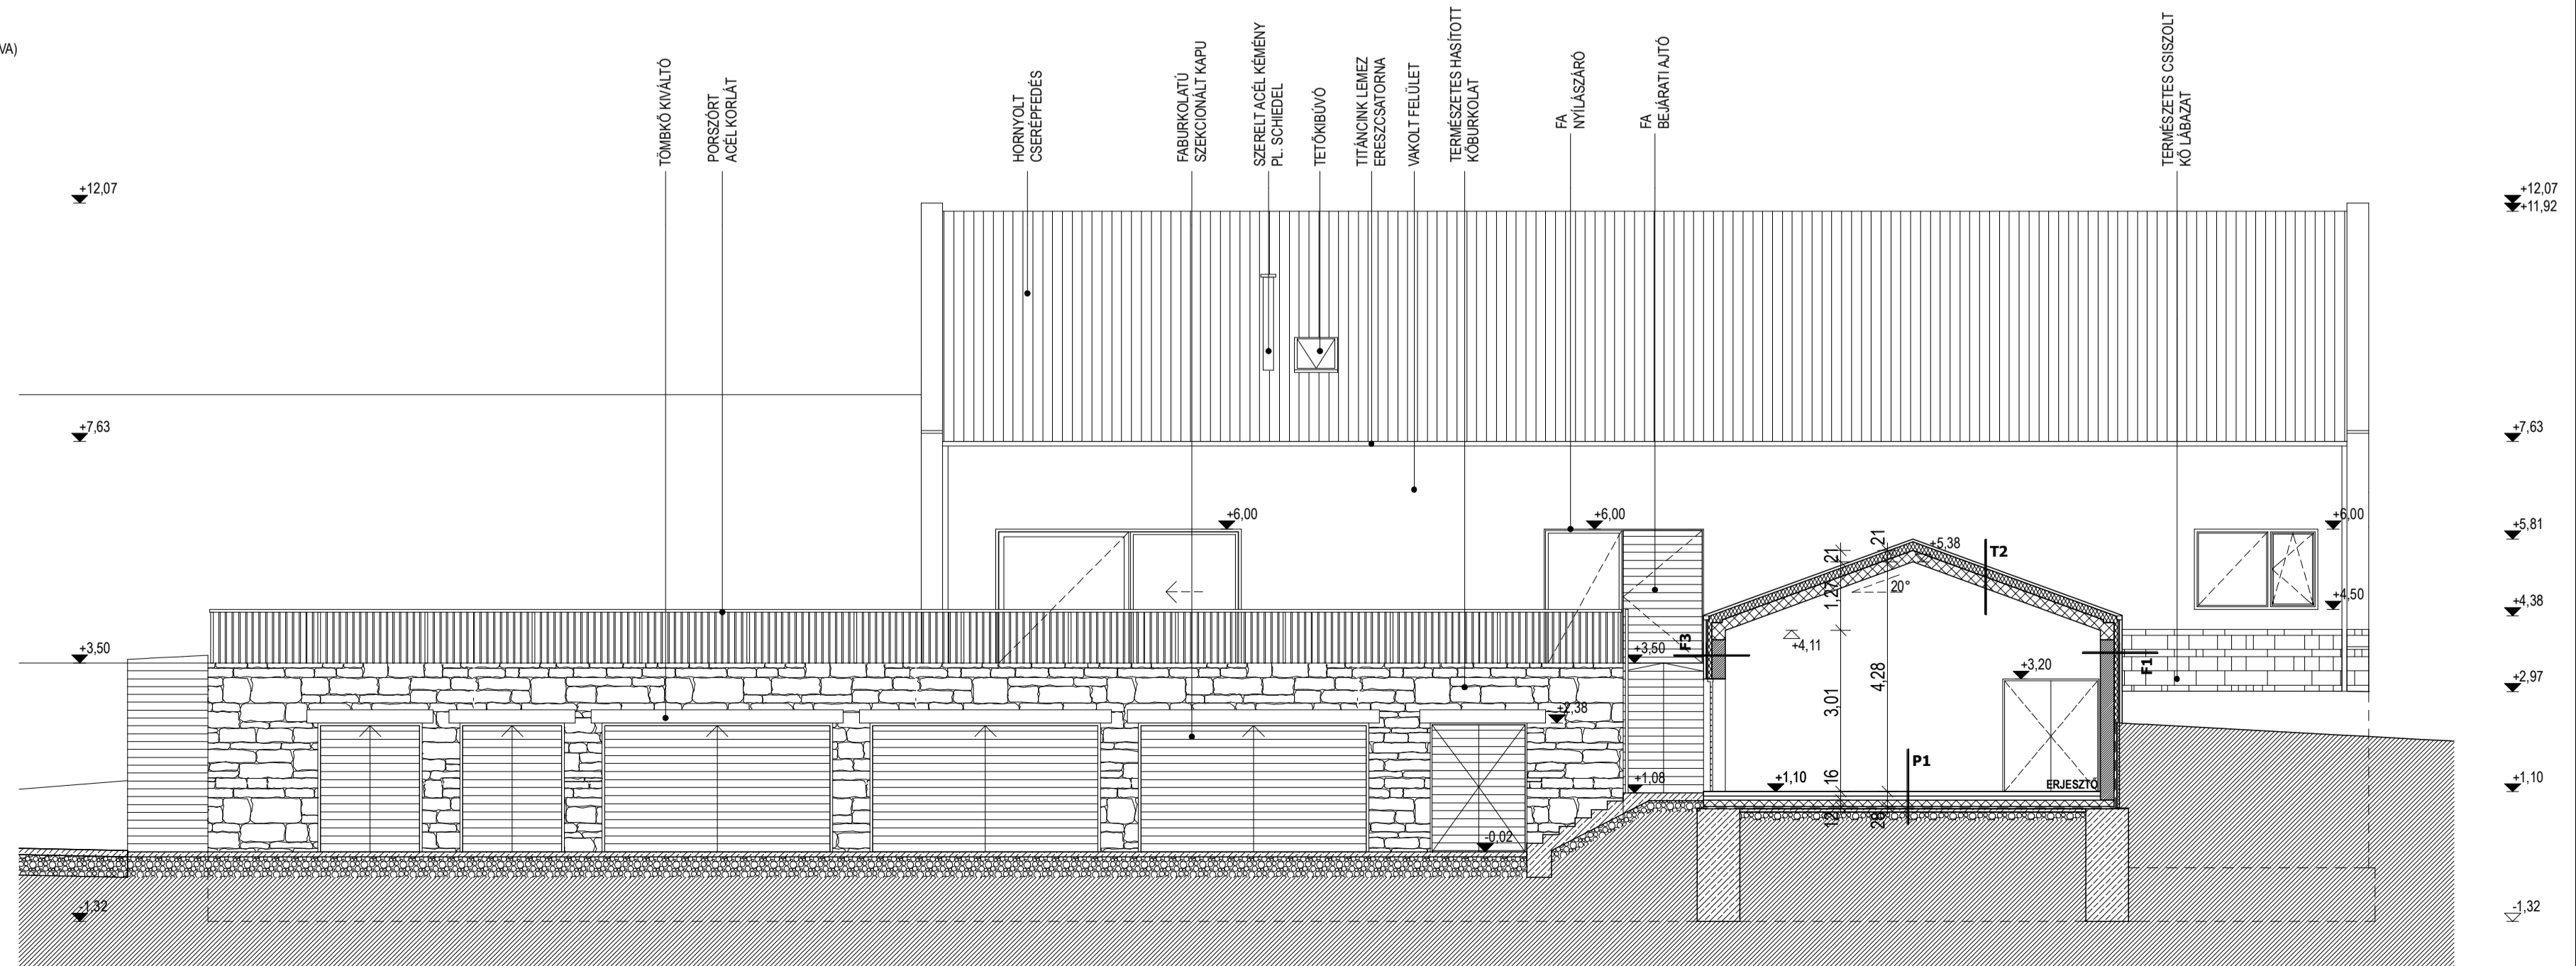 VA)
TÖMBKŐ KIVÁLTÓ
PORSZÓRT
ACÉL KORLÁT
HORNYOLT
CSERÉPFEDÉS
FABURKOLATÚ
SZEKCIONÁLT KAPU
SZERELT ACÉL KÉMÉNY
PL. SCHIEDEL
TETŐKIBÚVÓ
TITÁNCINK LEMEZ
ERESZCSATORNA
VAKOLT FELÜLET
TERMÉSZETES HASÍTOTT
KŐBURKOLAT
FA
NYÍLÁSZÁRÓ
FA
BEJÁRATI AJTÓ
TERMÉSZETES CSISZOLT
KŐ LÁBAZAT
+12,07
+12,07
+11,92
+7,63
+7,63
+6,00
+6,00
+6,00
+5,81
21
21
+5,38
T2
1,27
20°
+4,50
+4,38
+3,50
+3,50
F3
+4,11
+3,20
F1
+2,97
4,28
3,01
+2,38
P1
+1,08
16
+1,10
ERJESZTŐ
+1,10
12
28
-0,02
-1,32
-1,32